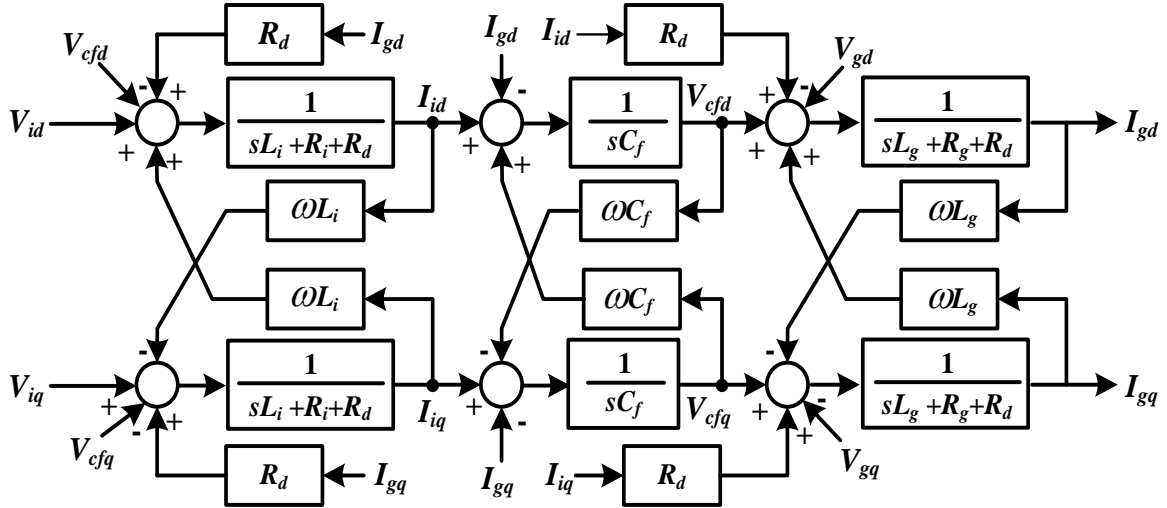 R_d I_gd I_gd I_id R_d
V_cfd V_gd
- + - + -
V_id + + 1 / (sL_i +R_i+R_d) I_id + + 1 / (sC_f) V_cfd + + 1 / (sL_g +R_g+R_d) I_gd
ωL_i ωC_f ωL_g
ωL_i ωC_f ωL_g
- - -
V_iq + 1 / (sL_i +R_i+R_d) I_iq + 1 / (sC_f) V_cfq + 1 / (sL_g +R_g+R_d) I_gq
- + - + -
V_cfq V_gq
R_d I_gq I_gq I_iq R_d